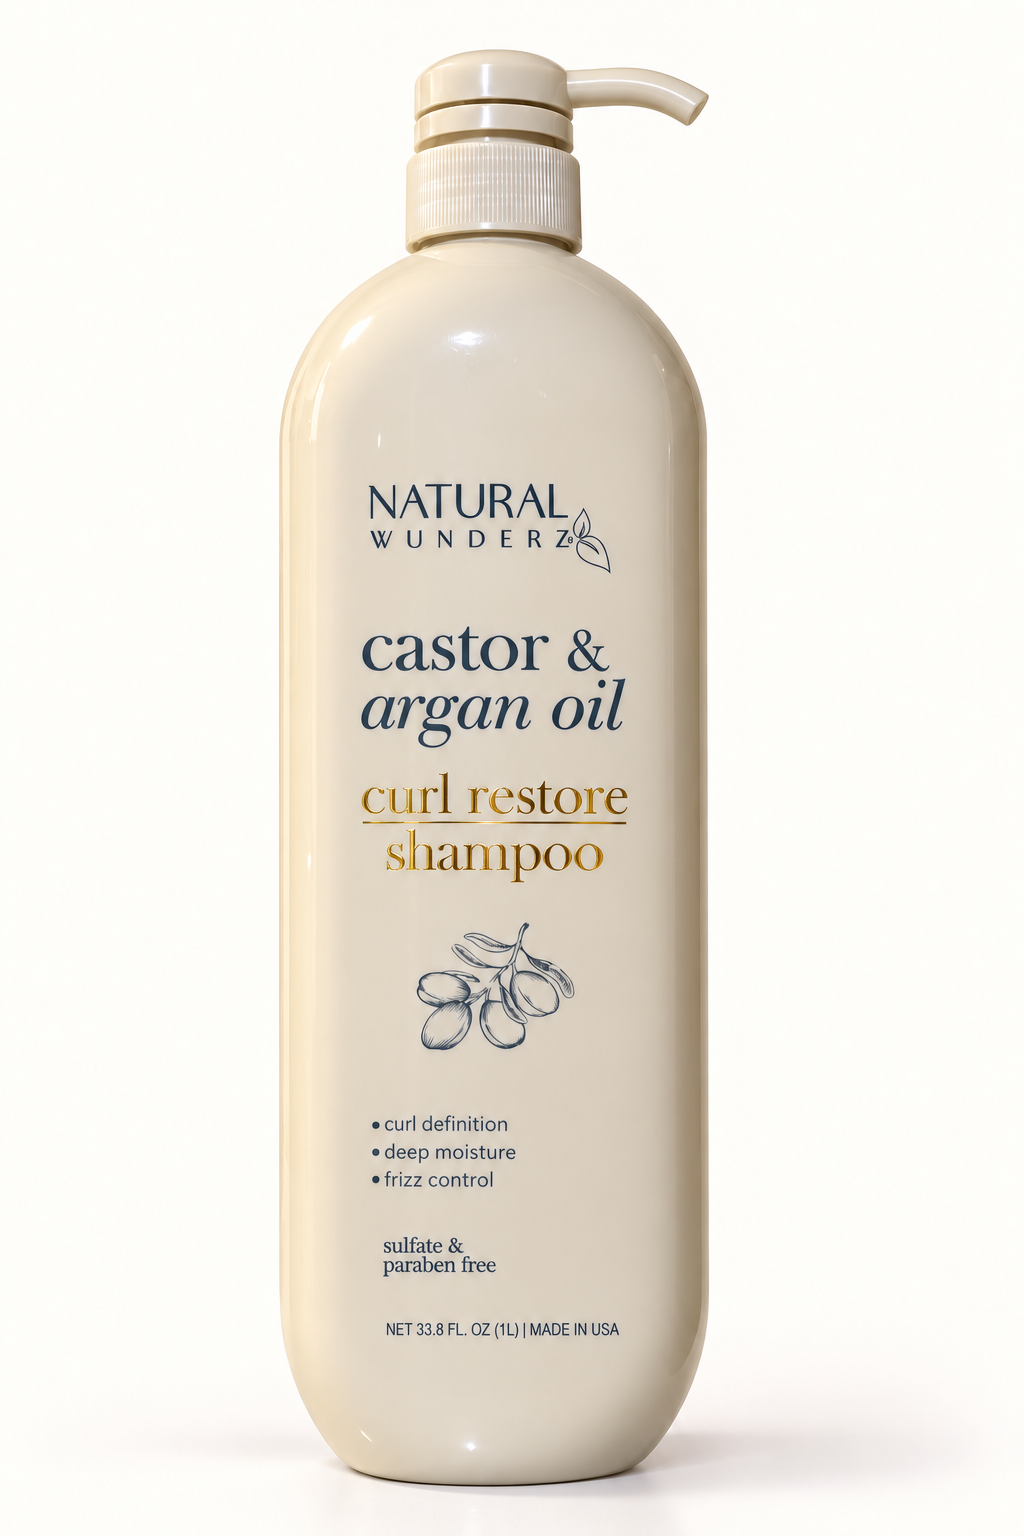 NATURAL
WUNDERZ
castor &
argan oil
curl restore
shampoo
• curl definition
• deep moisture
• frizz control
sulfate &
paraben free
NET 33.8 FL. OZ (1L) | MADE IN USA